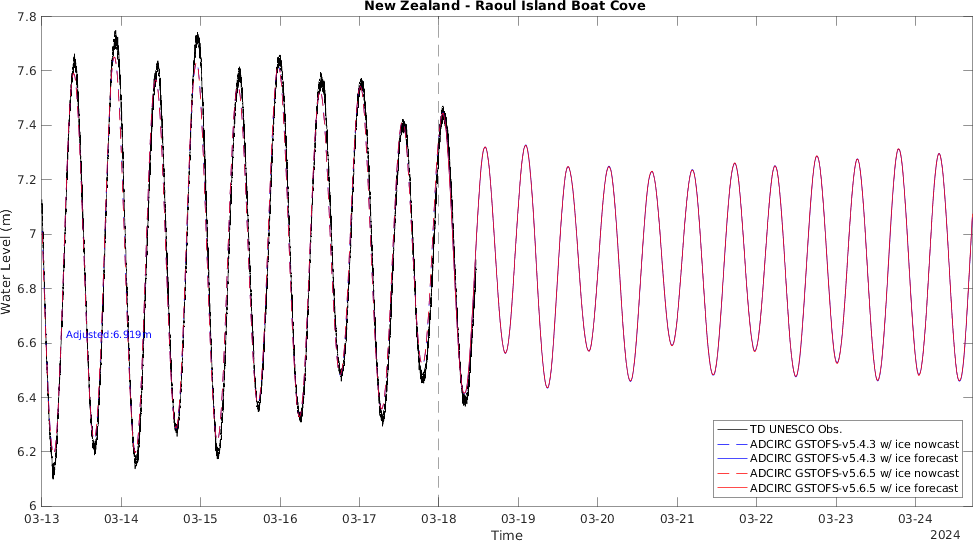 New Zealand - Raoul Island Boat Cove
7.8
7.6
7.4
7.2
7
6.8
6.6
6.4
6.2
6
Water Level (m)
Adjusted:6.919m
TD UNESCO Obs.
ADCIRC GSTOFS-v5.4.3 w/ ice nowcast
ADCIRC GSTOFS-v5.4.3 w/ ice forecast
ADCIRC GSTOFS-v5.6.5 w/ ice nowcast
ADCIRC GSTOFS-v5.6.5 w/ ice forecast
03-13 03-14 03-15 03-16 03-17 03-18 03-19 03-20 03-21 03-22 03-23 03-24
Time
2024